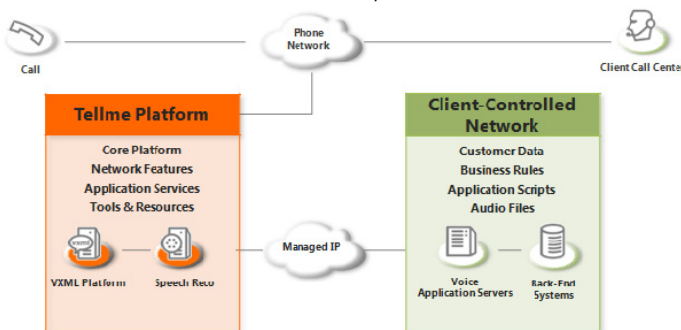 Phone
Network
Call
Client Call Cente
Tellme Platform
Core Platform
Network Features
Application Services
Tools & Resources
VXML
VXML Platform
Speech Reco
Managed IP
Client-Controlled
Network
Customer Data
Business Rules
Application Scripts
Audio Files
Voice
Application Servers
Back-End
Systems